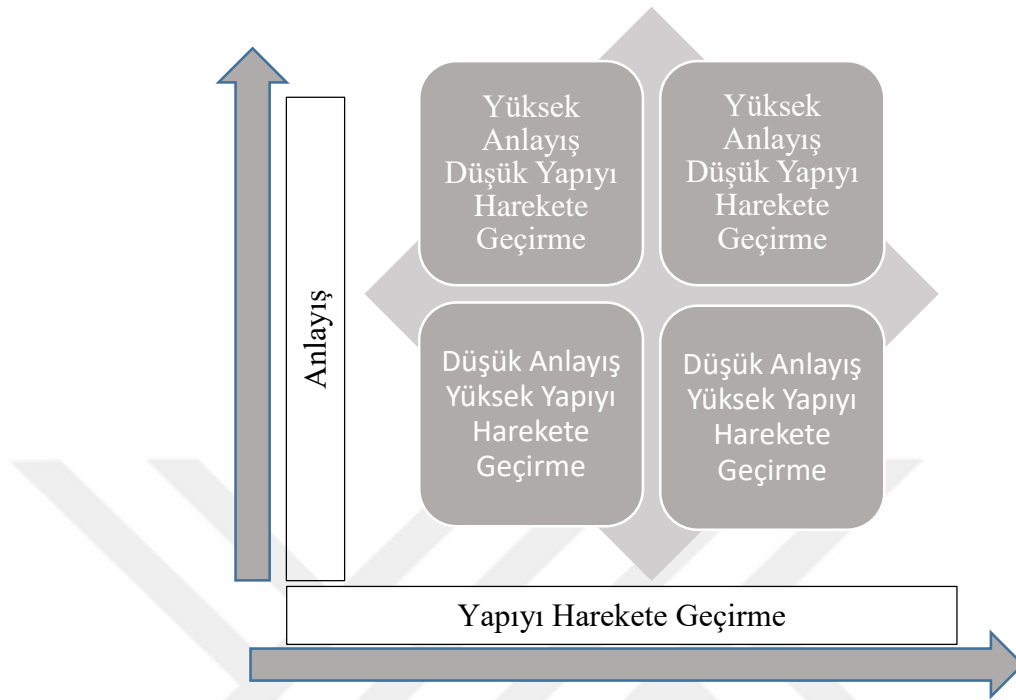 Yüksek
Anlayış
Düşük Yapıyı
Harekete
Geçirme
Yüksek
Anlayış
Düşük Yapıyı
Harekete
Geçirme
Anlayış
Düşük Anlayış
Yüksek Yapıyı
Harekete
Geçirme
Düşük Anlayış
Yüksek Yapıyı
Harekete
Geçirme
Yapıyı Harekete Geçirme